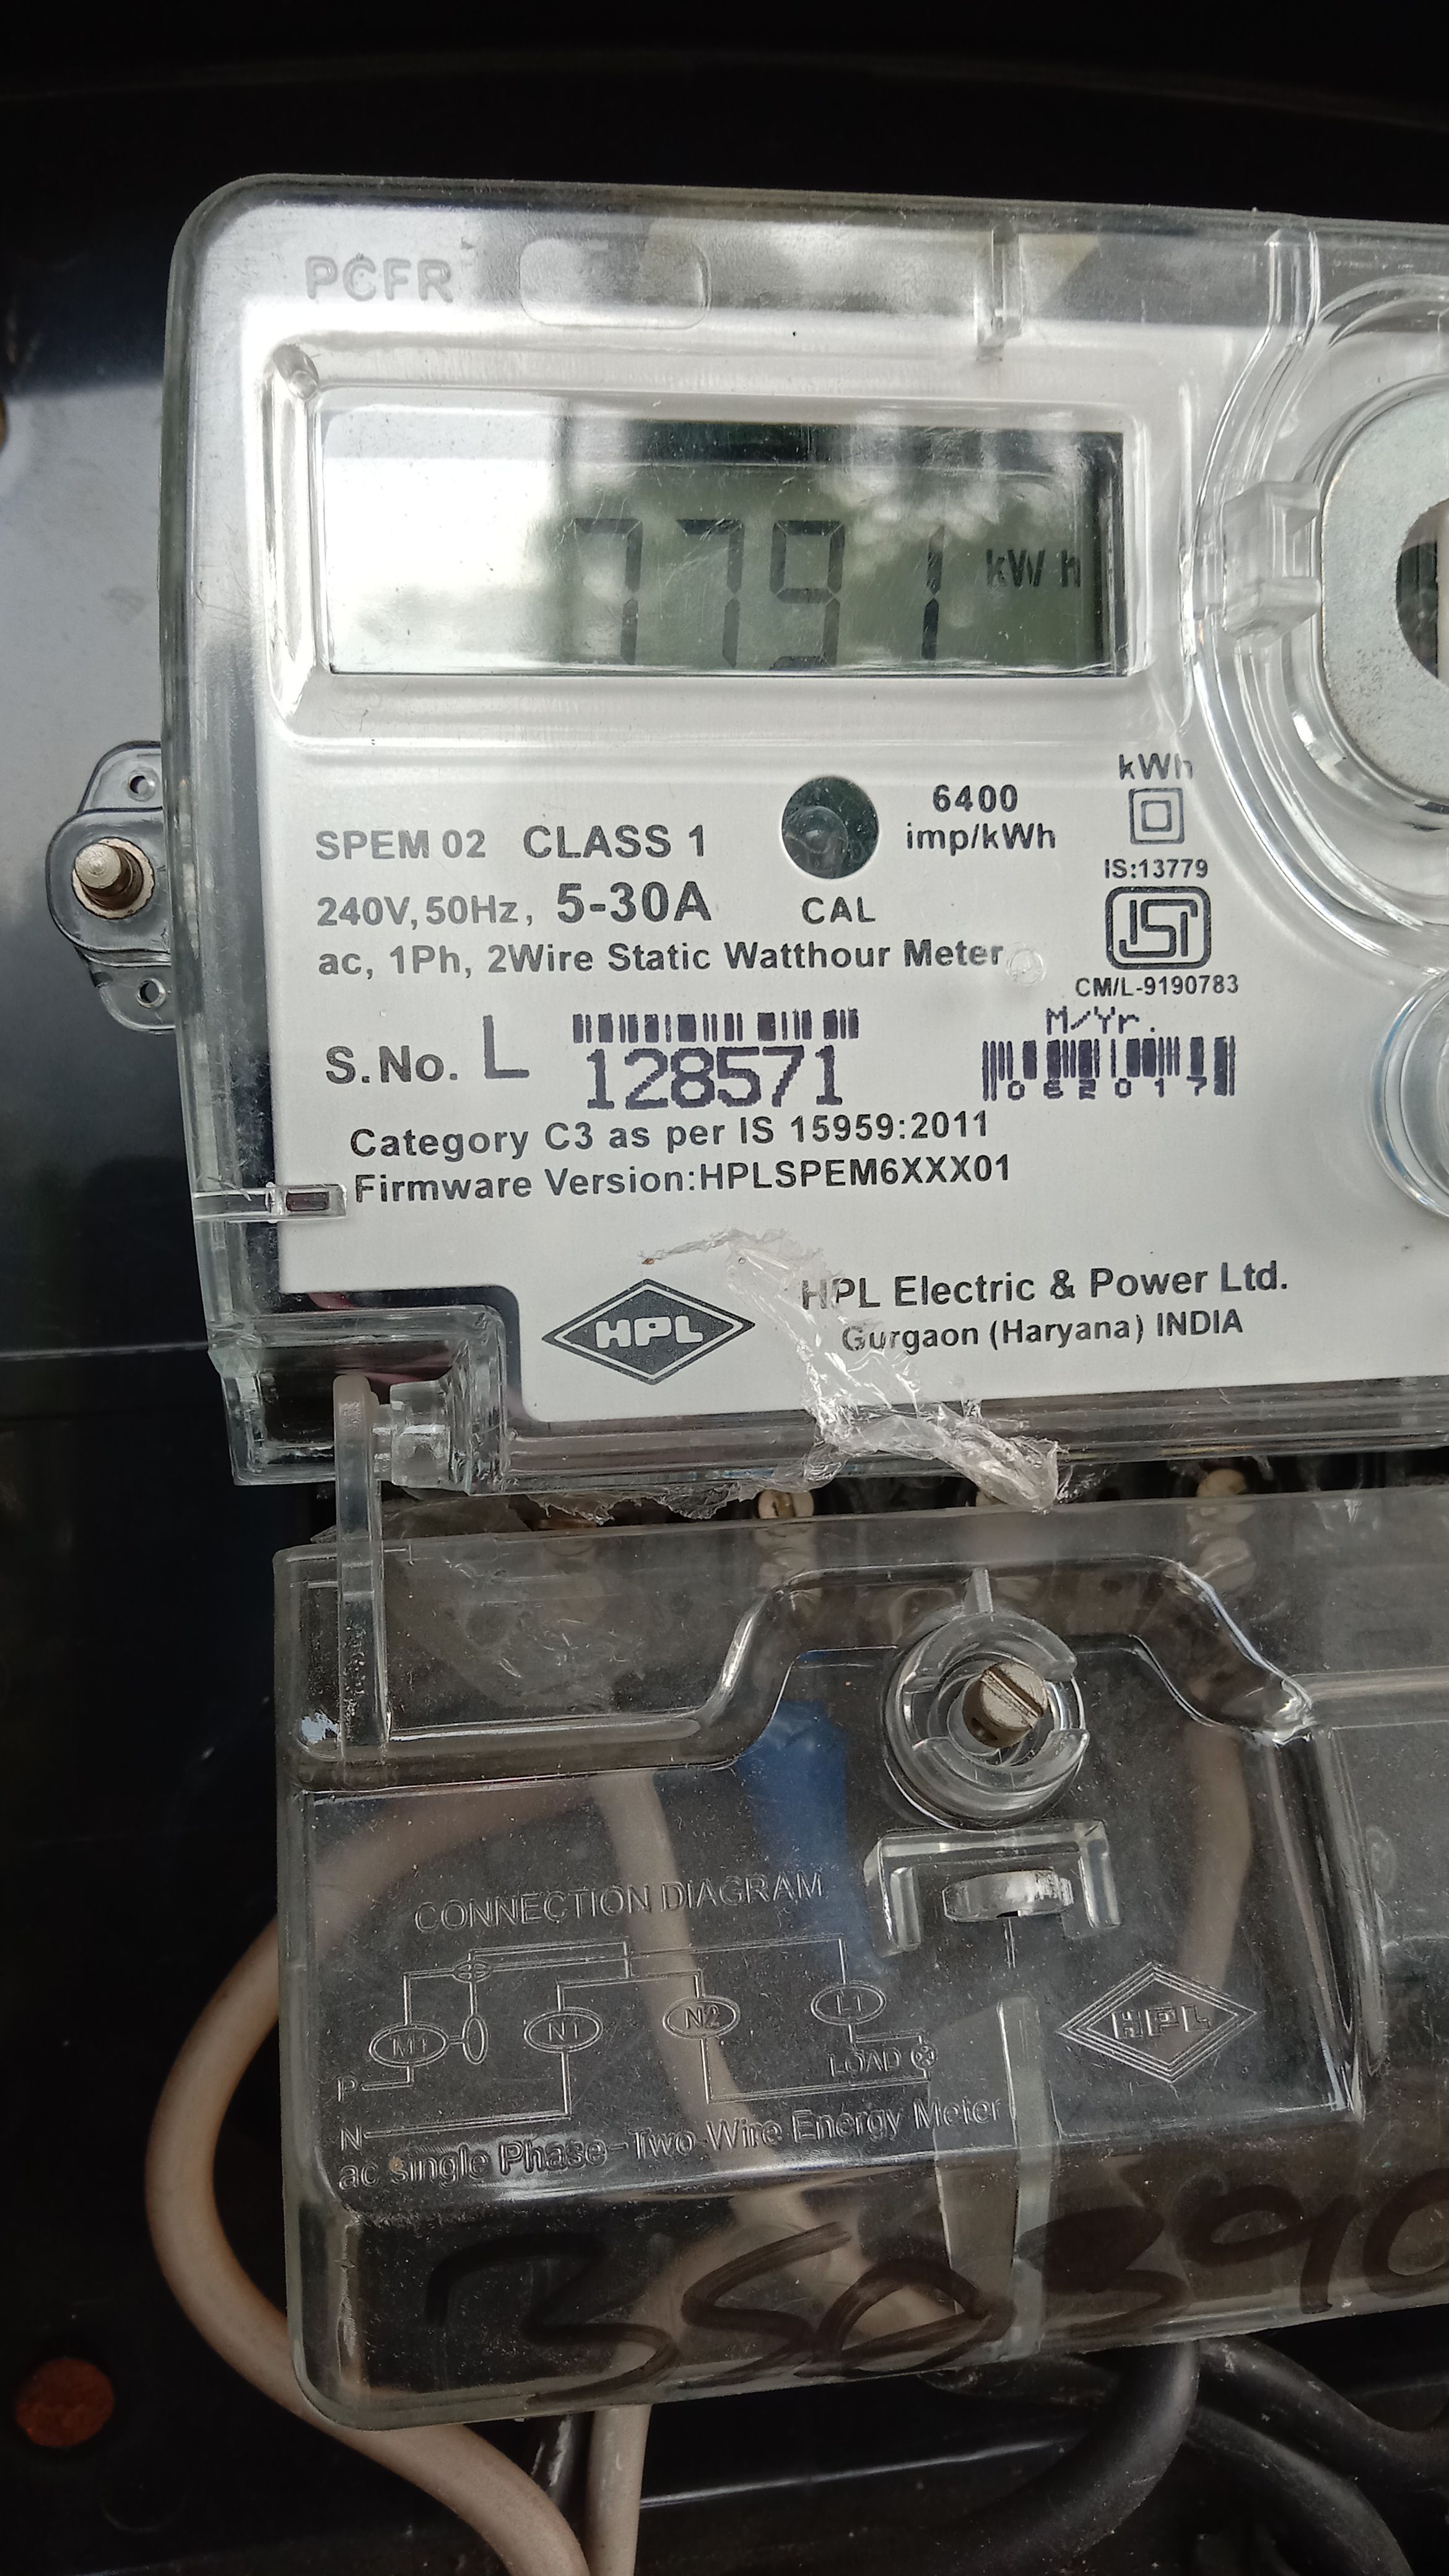 PCFR
7791 kWh
kWh
6400
imp/kWh
SPEM 02 CLASS 1
IS:13779
240V, 50Hz, 5-30A
CAL
ISI
ac, 1Ph, 2Wire Static Watthour Meter
CM/L-9190783
M/Yr.
S.No. L 128571
062017
Category C3 as per IS 15959:2011
Firmware Version:HPLSPEM6XXX01
HPL
HPL Electric & Power Ltd.
Gurgaon (Haryana) INDIA
CONNECTION DIAGRAM
M1 N1 N2 L1
LOAD
HPL
P
N
ac single Phase-Two-Wire Energy Meter